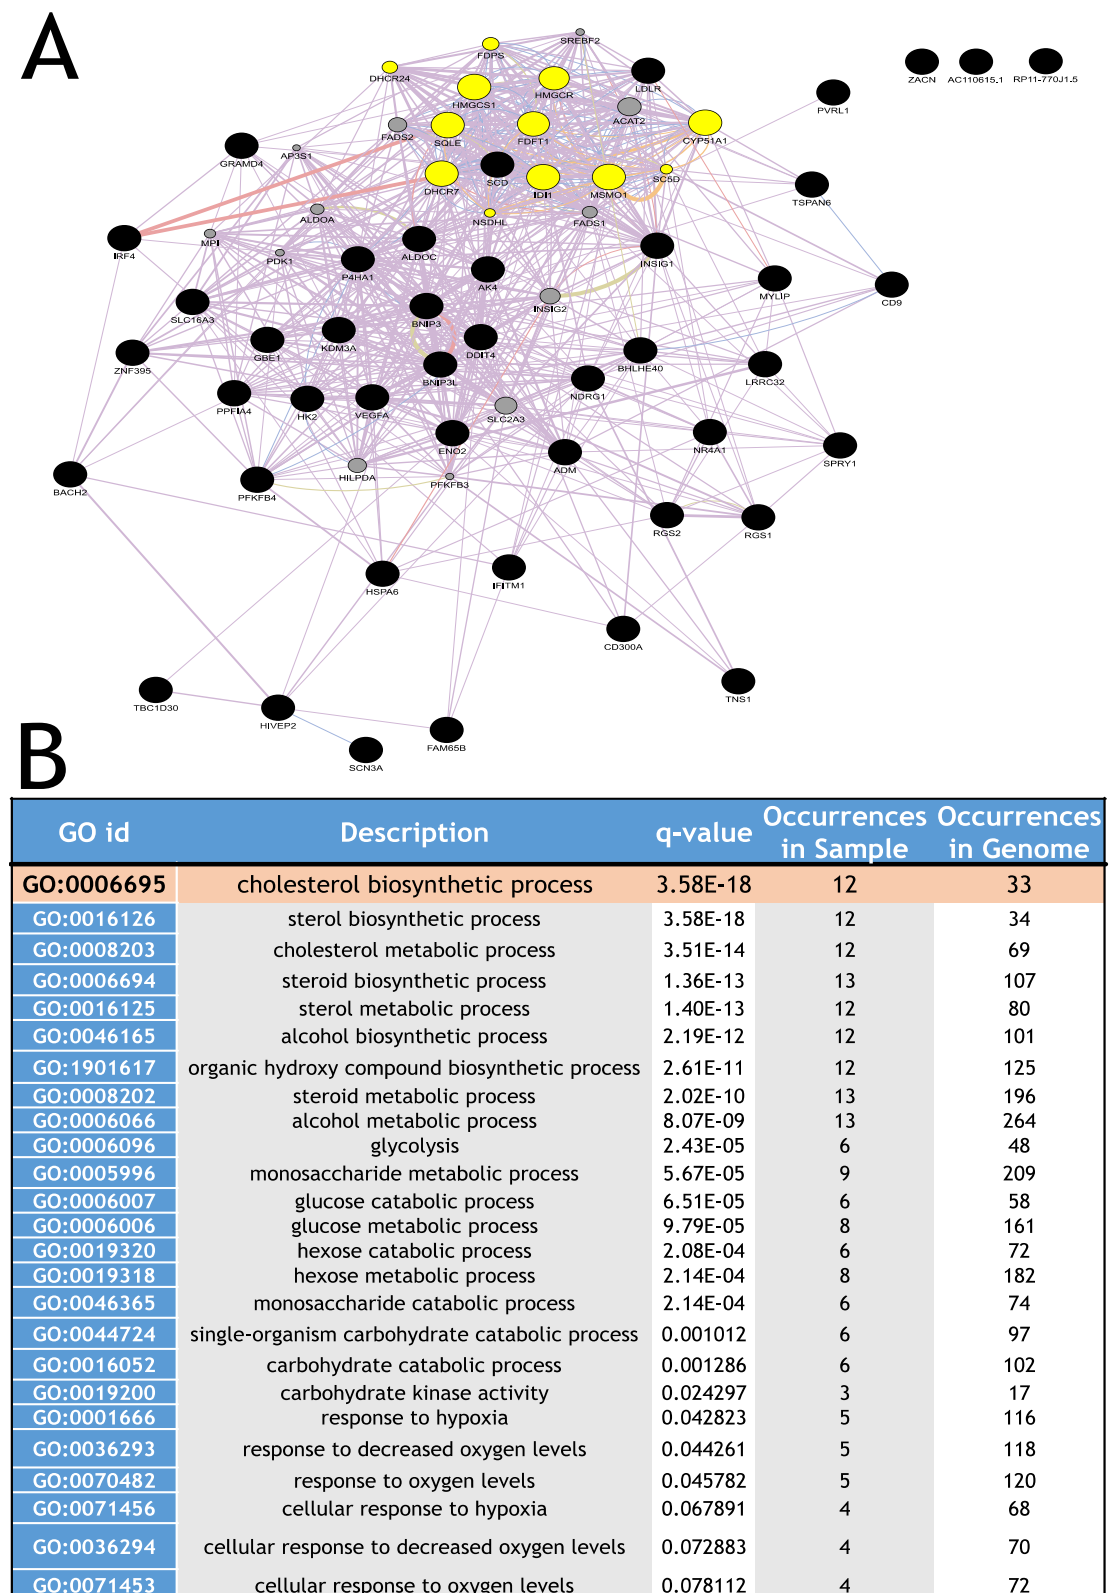 A
SREBF2
FDPS
ZACN
AC110615.1
RP11-770J1.5
DHCR24
LDLR
HMGCS1
HMGCR
PVRL1
ACAT2
FADS2
SQLE
FDFT1
CYP51A1
GRAMD4
AP3S1
SCD
SC5D
DHCR7
IDI1
MSMO1
TSPAN6
ALDOA
NSDHL
FADS1
IRF4
MPI
PDK1
ALDOC
INSIG1
P4HA1
AK4
MYLIP
CD9
SLC16A3
BNIP3
INSIG2
ZNF395
GBE1
KDM3A
DDIT4
BHLHE40
BNIP3L
NDRG1
LRRC32
PPFIA4
HK2
VEGFA
SLC2A3
ENO2
NR4A1
SPRY1
ADM
BACH2
PFKFB4
HILPDA
PFKFB3
RGS2
RGS1
HSPA6
IFITM1
CD300A
TNS1
TBC1D30
HIVEP2
FAM65B
SCN3A
B
GO id Description q-value Occurrences in Sample Occurrences in Genome
GO:0006695 cholesterol biosynthetic process 3.58E-18 12 33
GO:0016126 sterol biosynthetic process 3.58E-18 12 34
GO:0008203 cholesterol metabolic process 3.51E-14 12 69
GO:0006694 steroid biosynthetic process 1.36E-13 13 107
GO:0016125 sterol metabolic process 1.40E-13 12 80
GO:0046165 alcohol biosynthetic process 2.19E-12 12 101
GO:1901617 organic hydroxy compound biosynthetic process 2.61E-11 12 125
GO:0008202 steroid metabolic process 2.02E-10 13 196
GO:0006066 alcohol metabolic process 8.07E-09 13 264
GO:0006096 glycolysis 2.43E-05 6 48
GO:0005996 monosaccharide metabolic process 5.67E-05 9 209
GO:0006007 glucose catabolic process 6.51E-05 6 58
GO:0006006 glucose metabolic process 9.79E-05 8 161
GO:0019320 hexose catabolic process 2.08E-04 6 72
GO:0019318 hexose metabolic process 2.14E-04 8 182
GO:0046365 monosaccharide catabolic process 2.14E-04 6 74
GO:0044724 single-organism carbohydrate catabolic process 0.001012 6 97
GO:0016052 carbohydrate catabolic process 0.001286 6 102
GO:0019200 carbohydrate kinase activity 0.024297 3 17
GO:0001666 response to hypoxia 0.042823 5 116
GO:0036293 response to decreased oxygen levels 0.044261 5 118
GO:0070482 response to oxygen levels 0.045782 5 120
GO:0071456 cellular response to hypoxia 0.067891 4 68
GO:0036294 cellular response to decreased oxygen levels 0.072883 4 70
GO:0071453 cellular response to oxygen levels 0.078112 4 72